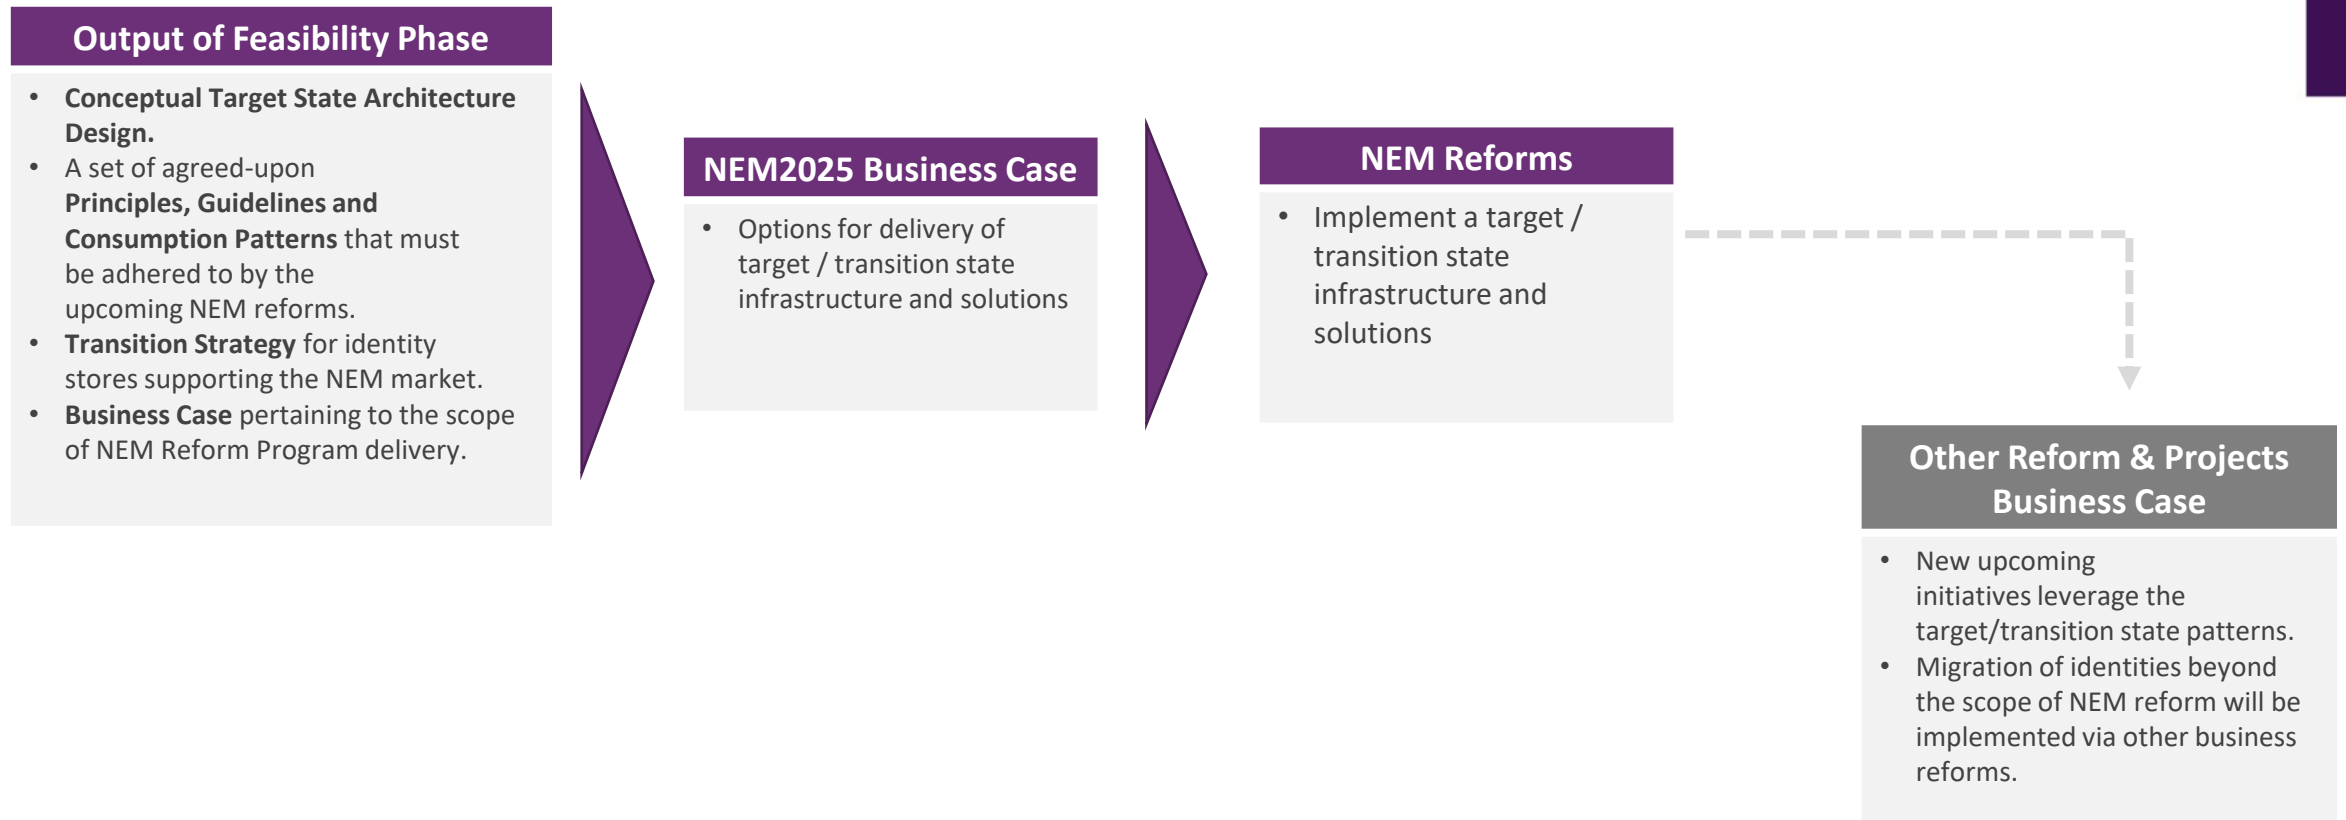 Output of Feasibility Phase
• Conceptual Target State Architecture
Design.
• A set of agreed-upon
Principles, Guidelines and
Consumption Patterns that must
be adhered to by the
upcoming NEM reforms.
• Transition Strategy for identity
stores supporting the NEM market.
• Business Case pertaining to the scope
of NEM Reform Program delivery.
NEM2025 Business Case
• Options for delivery of
target / transition state
infrastructure and solutions
NEM Reforms
• Implement a target /
transition state
infrastructure and
solutions
Other Reform & Projects
Business Case
• New upcoming
initiatives leverage the
target/transition state patterns.
• Migration of identities beyond
the scope of NEM reform will be
implemented via other business
reforms.